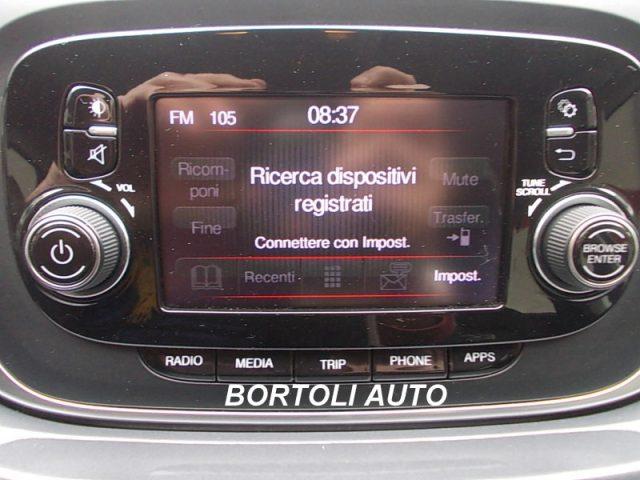 FM 105 08:37
Ricom-
poni
Ricerca dispositivi
registrati
Mute
Fine
Trasfer.
Connettere con Impost.
Recenti
Impost.
VOL
TUNE
SCROLL
BROWSE
ENTER
RADIO MEDIA TRIP PHONE APPS
BORTOLI AUTO